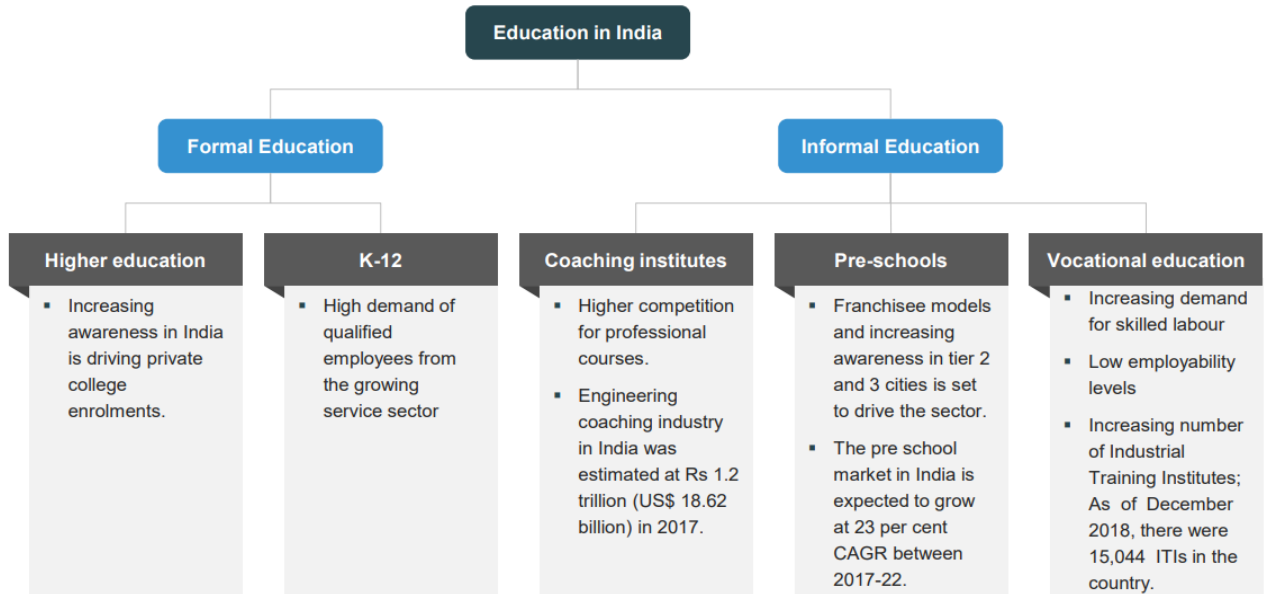 Education in India
Formal Education
Informal Education
Higher education
▪ Increasing
awareness in India
is driving private
college
enrolments.
K-12
▪ High demand of
qualified
employees from
the growing
service sector
Coaching institutes
▪ Higher competition
for professional
courses.
▪ Engineering
coaching industry
in India was
estimated at Rs 1.2
trillion (US$ 18.62
billion) in 2017.
Pre-schools
▪ Franchisee models
and increasing
awareness in tier 2
and 3 cities is set
to drive the sector.
▪ The pre school
market in India is
expected to grow
at 23 per cent
CAGR between
2017-22.
Vocational education
▪ Increasing demand
for skilled labour
▪ Low employability
levels
▪ Increasing number
of Industrial
Training Institutes;
As of December
2018, there were
15,044 ITIs in the
country.